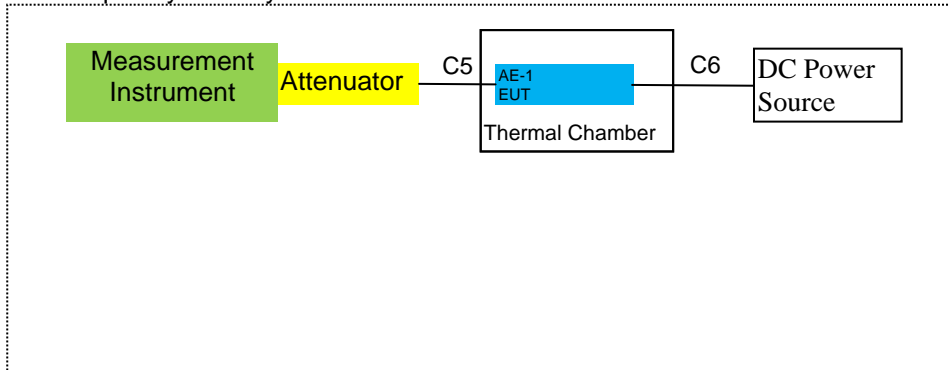 Measurement
Instrument
Attenuator
C5
AE-1
EUT
Thermal Chamber
C6
DC Power
Source